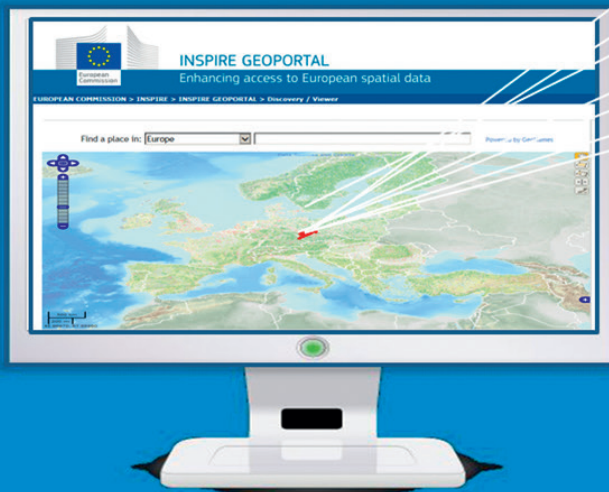 European
Commission
INSPIRE GEOPORTAL
Enhancing access to European spatial data
EUROPEAN COMMISSION > INSPIRE > INSPIRE GEOPORTAL > Discovery / Viewer
Find a place in: Europe
Powered by GeoNames